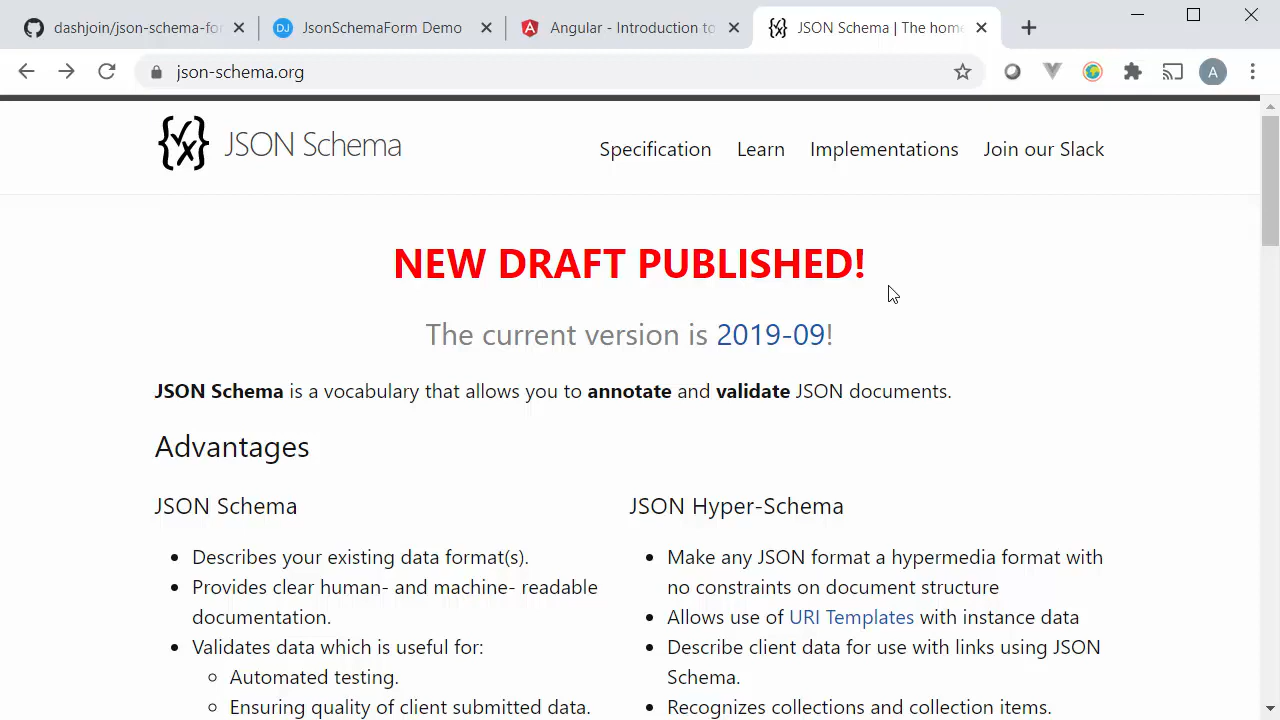 dashjoin/json-schema-for
JsonSchemaForm Demo
Angular - Introduction to
JSON Schema | The home
json-schema.org
A
JSON Schema
Specification
Learn
Implementations
Join our Slack
NEW DRAFT PUBLISHED!
The current version is 2019-09!
JSON Schema is a vocabulary that allows you to annotate and validate JSON documents.
Advantages
JSON Schema
Describes your existing data format(s).
Provides clear human- and machine- readable
documentation.
Validates data which is useful for:
Automated testing.
Ensuring quality of client submitted data.
JSON Hyper-Schema
Make any JSON format a hypermedia format with
no constraints on document structure
Allows use of URI Templates with instance data
Describe client data for use with links using JSON
Schema.
Recognizes collections and collection items.